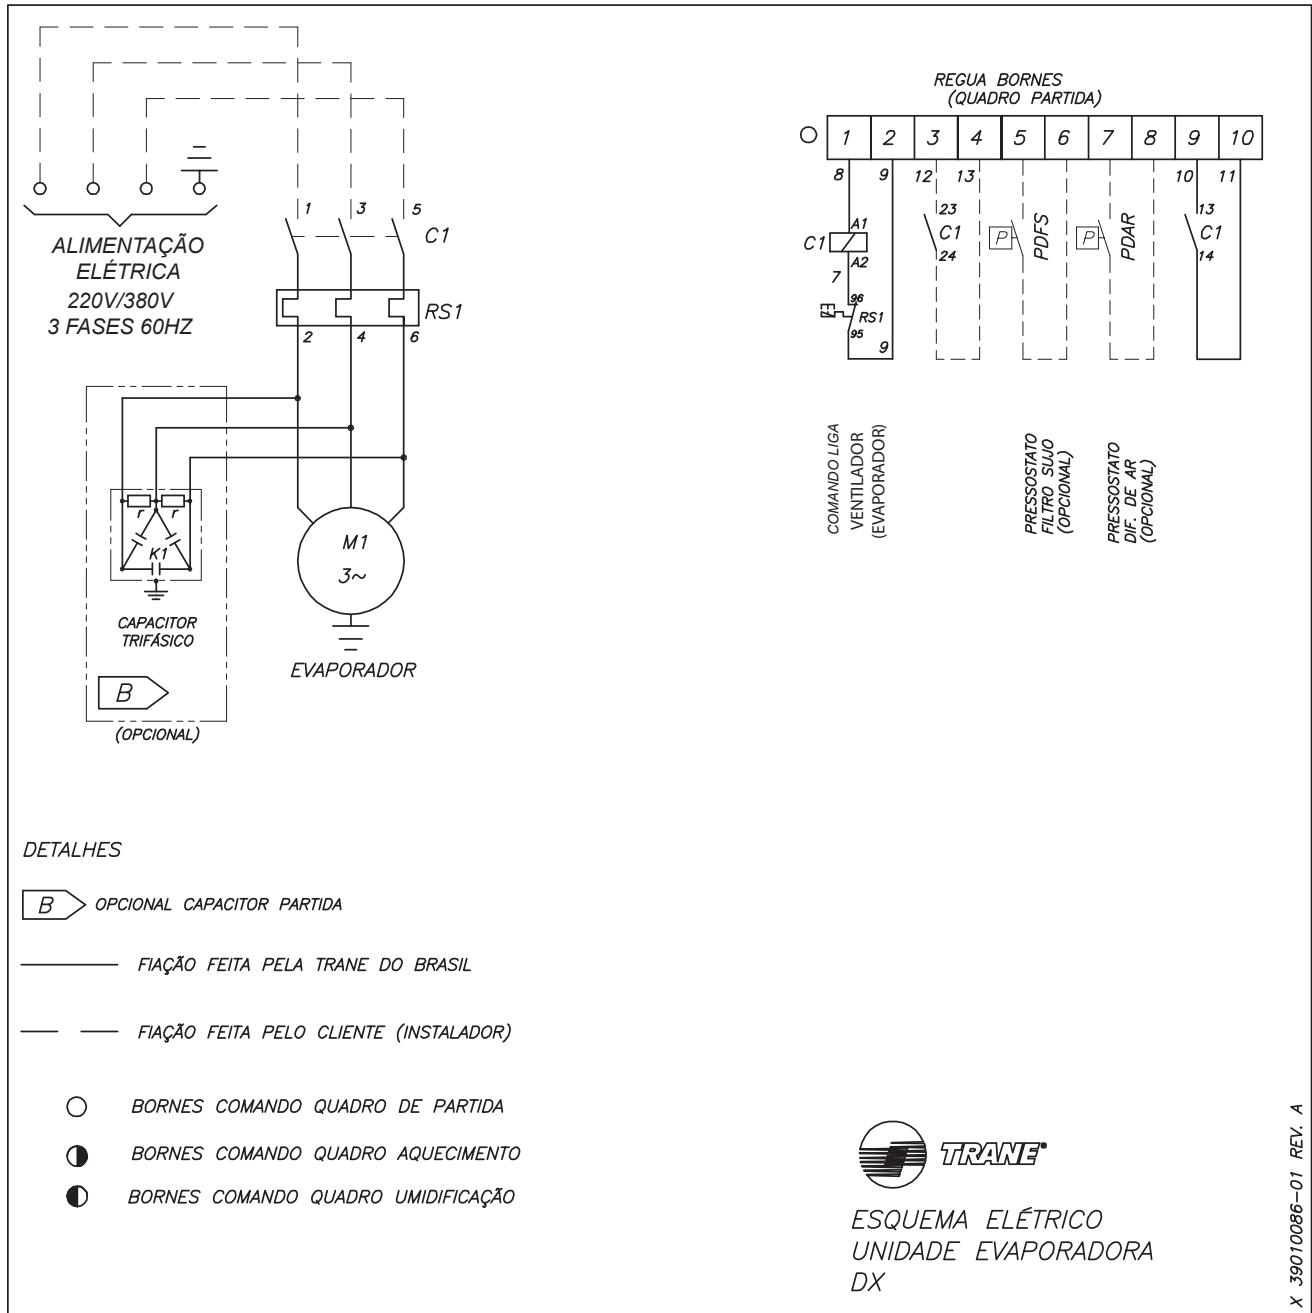 1
3
5
C1
ALIMENTAÇÃO
ELÉTRICA
220V/380V
3 FASES 60HZ
RS1
2
4
6
r
r
K1
CAPACITOR
TRIFÁSICO
B
(OPCIONAL)
M1
3~
EVAPORADOR
REGUA BORNES
(QUADRO PARTIDA)
1 2 3 4 5 6 7 8 9 10
8 9 12 13 10 11
C1
A1
A2
7
96
RS1
95
9
23
C1
24
P
PDFS
P
PDAR
13
C1
14
COMANDO LIGA
VENTILADOR
(EVAPORADOR)
PRESSOSTATO
FILTRO SUJO
(OPCIONAL)
PRESSOSTATO
DIF. DE AR
(OPCIONAL)
DETALHES
B OPCIONAL CAPACITOR PARTIDA
FIAÇÃO FEITA PELA TRANE DO BRASIL
FIAÇÃO FEITA PELO CLIENTE (INSTALADOR)
BORNES COMANDO QUADRO DE PARTIDA
BORNES COMANDO QUADRO AQUECIMENTO
BORNES COMANDO QUADRO UMIDIFICAÇÃO
TRANE
ESQUEMA ELÉTRICO
UNIDADE EVAPORADORA
DX
X 39010086-01 REV. A